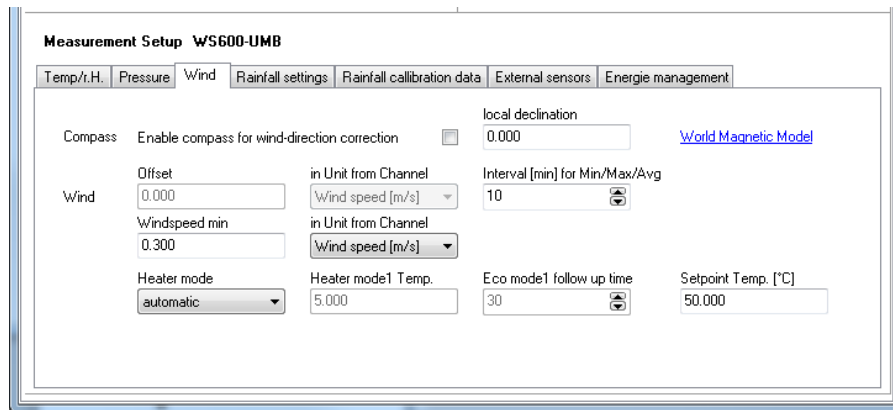 Measurement Setup WS600-UMB
Temp/r.H. Pressure Wind Rainfall settings Rainfall callibration data External sensors Energie management
local declination
Compass Enable compass for wind-direction correction 0.000 World Magnetic Model
Offset in Unit from Channel Interval [min] for Min/Max/Avg
Wind 0.000 Wind speed [m/s] 10
Windspeed min in Unit from Channel
0.300 Wind speed [m/s]
Heater mode Heater mode1 Temp. Eco mode1 follow up time Setpoint Temp. [°C]
automatic 5.000 30 50.000